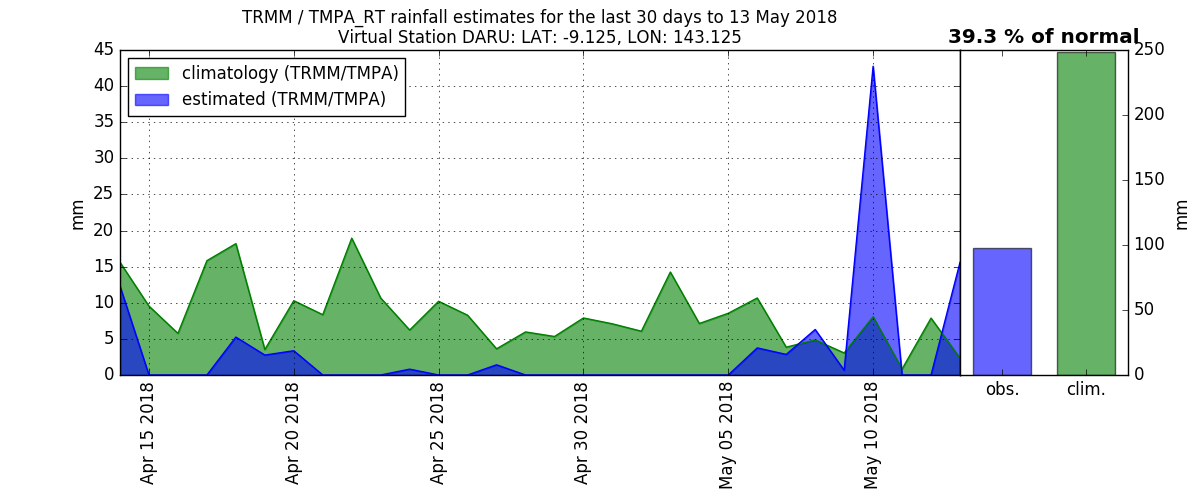 TRMM / TMPA_RT rainfall estimates for the last 30 days to 13 May 2018
Virtual Station DARU: LAT: -9.125, LON: 143.125
39.3 % of normal
climatology (TRMM/TMPA)
estimated (TRMM/TMPA)
45
40
35
30
25
20
15
10
5
0
mm
Apr 15 2018
Apr 20 2018
Apr 25 2018
Apr 30 2018
May 05 2018
May 10 2018
obs.
clim.
250
200
150
100
50
0
mm